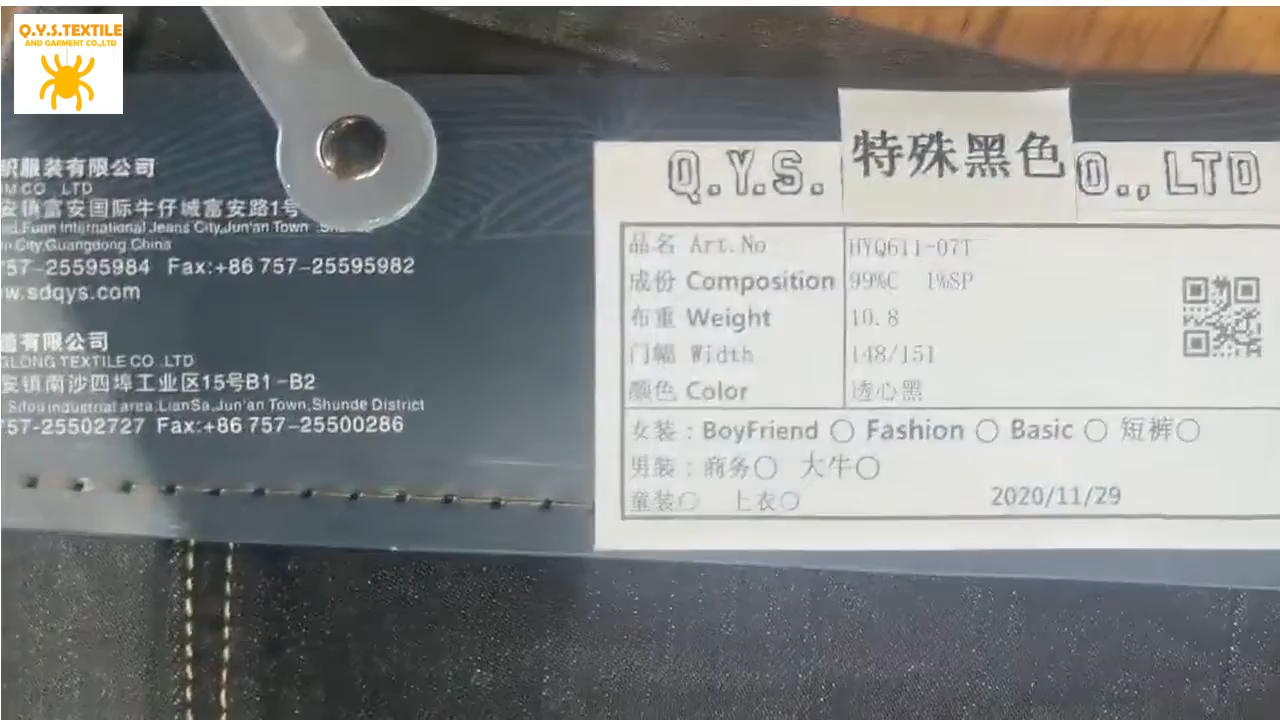 Q.Y.S.TEXTILE
AND GARMENT CO.,LTD
织服装有限公司
M CO .,LTD
安镇富安国际牛仔城富安路1号
Fuan International Jeans City,Jun'an Town
City,Guangdong,China
757-25595984 Fax:+86 757-25595982
w.sdqys.com
有限公司
GLONG TEXTILE CO .LTD
安镇南沙四埠工业区15号B1-B2
Sifou industrial area,LianSa,Jun'an Town,Shunde District
757-25502727 Fax:+86 757-25500286
特殊黑色
Q.Y.S. O.,LTD
品名 Art.No HYQ611-07T
成份 Composition 99%C 1%SP
布重 Weight 10.8
门幅 Width 148/151
颜色 Color 透心黑
女装：BoyFriend ○ Fashion ○ Basic ○ 短裤○
男装：商务○ 大牛○
童装○ 上衣○ 2020/11/29